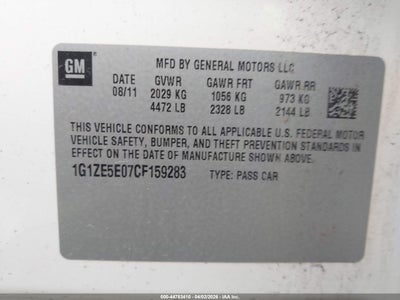 GM
MFD BY GENERAL MOTORS LLC
DATE GVWR GAWR FRT GAWR RR
08/11 2029 KG 1056 KG 973 KG
4472 LB 2328 LB 2144 LB
THIS VEHICLE CONFORMS TO ALL APPLICABLE U.S. FEDERAL MOTOR
VEHICLE SAFETY, BUMPER, AND THEFT PREVENTION STANDARDS
IN EFFECT ON THE DATE OF MANUFACTURE SHOWN ABOVE.
1G1ZE5E07CF159283 TYPE: PASS CAR